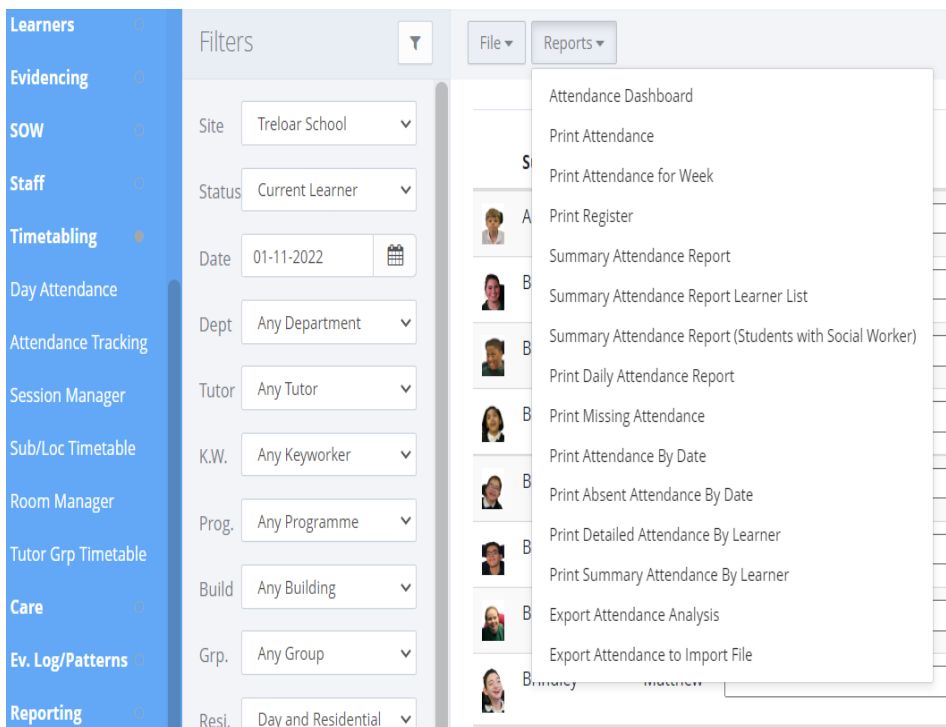 Learners
Evidencing
SOW
Staff
Timetabling
Day Attendance
Attendance Tracking
Session Manager
Sub/Loc Timetable
Room Manager
Tutor Grp Timetable
Care
Ev. Log/Patterns
Reporting
Filters
Site Treloar School
Status Current Learner
Date 01-11-2022
Dept Any Department
Tutor Any Tutor
K.W. Any Keyworker
Prog. Any Programme
Build Any Building
Grp. Any Group
Resi. Day and Residential
File Reports
Attendance Dashboard
Print Attendance
Print Attendance for Week
Print Register
Summary Attendance Report
Summary Attendance Report Learner List
Summary Attendance Report (Students with Social Worker)
Print Daily Attendance Report
Print Missing Attendance
Print Attendance By Date
Print Absent Attendance By Date
Print Detailed Attendance By Learner
Print Summary Attendance By Learner
Export Attendance Analysis
Export Attendance to Import File
S
A
B
B
B
B
B
B
Brindley Matthew